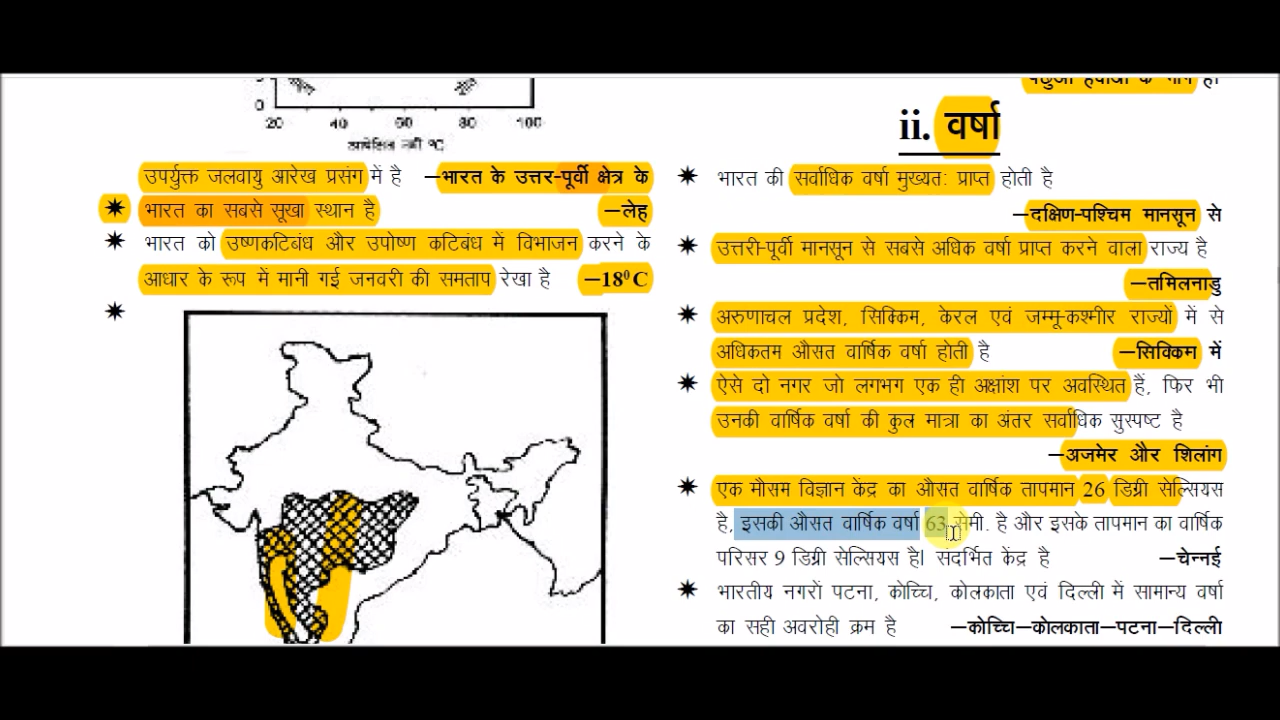 0
20 40 60 80 100
उपर्युक्त जलवायु आरेख प्रसंग में है —भारत के उत्तर-पूर्वी क्षेत्र के
✶ भारत का सबसे सूखा स्थान है —लेह
✶ भारत को उष्णकटिबंध और उपोष्ण कटिबंध में विभाजन करने के
आधार के रूप में मानी गई जनवरी की समताप रेखा है —18⁰ C
✶
ii. वर्षा
✶ भारत की सर्वाधिक वर्षा मुख्यत: प्राप्त होती है
—दक्षिण-पश्चिम मानसून से
✶ उत्तरी-पूर्वी मानसून से सबसे अधिक वर्षा प्राप्त करने वाला राज्य है
—तमिलनाडु
✶ अरुणाचल प्रदेश, सिक्किम, केरल एवं जम्मू-कश्मीर राज्यों में से
अधिकतम औसत वार्षिक वर्षा होती है —सिक्किम में
✶ ऐसे दो नगर जो लगभग एक ही अक्षांश पर अवस्थित हैं, फिर भी
उनकी वार्षिक वर्षा की कुल मात्रा का अंतर सर्वाधिक सुस्पष्ट है
—अजमेर और शिलांग
✶ एक मौसम विज्ञान केंद्र का औसत वार्षिक तापमान 26 डिग्री सेल्सियस
है, इसकी औसत वार्षिक वर्षा 63 सेमी. है और इसके तापमान का वार्षिक
परिसर 9 डिग्री सेल्सियस है। संदर्भित केंद्र है —चेन्नई
✶ भारतीय नगरों पटना, कोच्चि, कोलकाता एवं दिल्ली में सामान्य वर्षा
का सही अवरोही क्रम है —कोच्चि—कोलकाता—पटना—दिल्ली